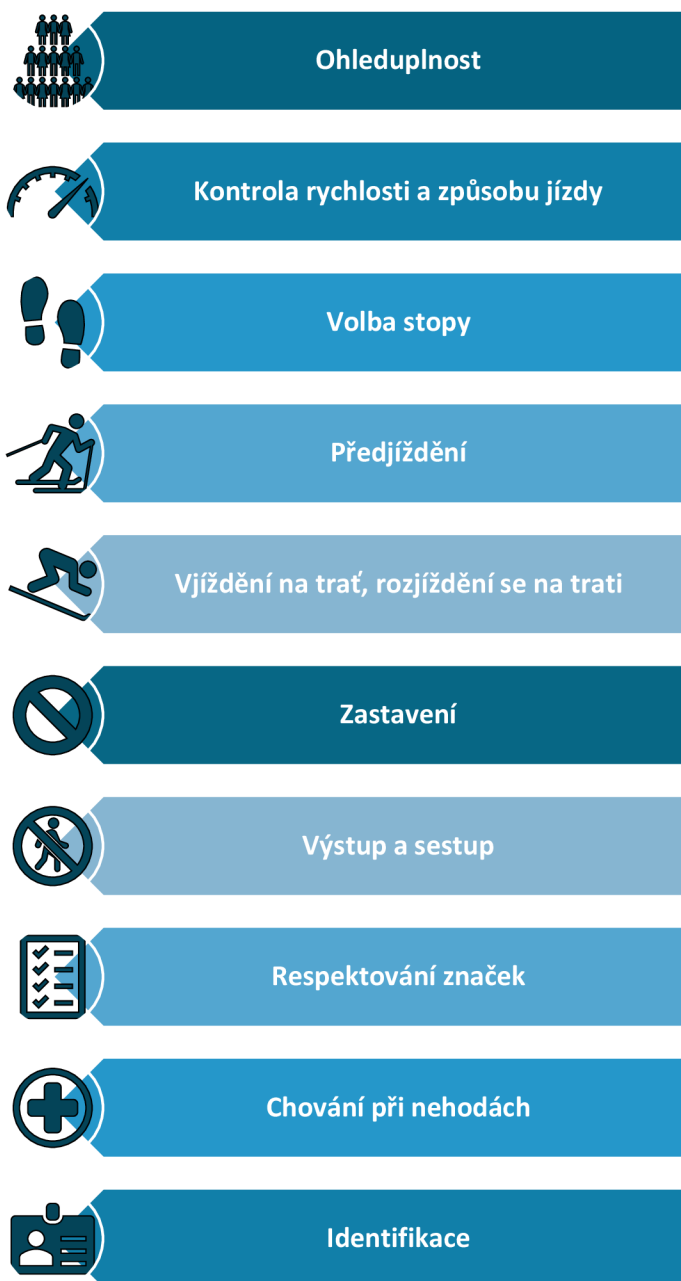 Ohleduplnost
Kontrola rychlosti a způsobu jízdy
Volba stopy
Předjíždění
Vjíždění na trať, rozjíždění se na trati
Zastavení
Výstup a sestup
Respektování značek
Chování při nehodách
Identifikace